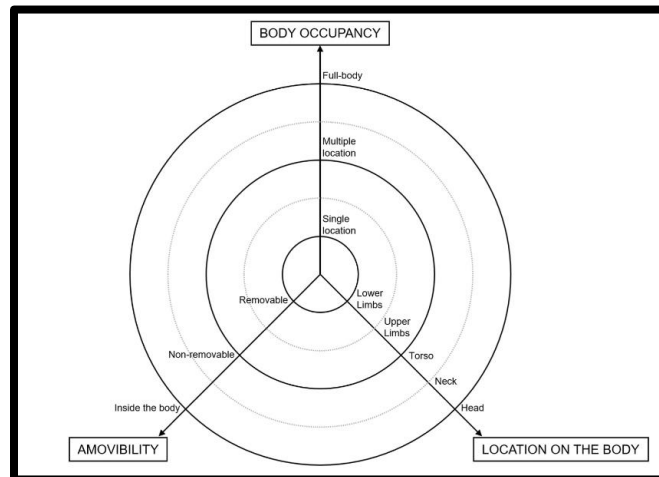 BODY OCCUPANCY
Full-body
Multiple
location
Single
location
Removable
Lower
Limbs
Upper
Limbs
Non-removable
Torso
Neck
Inside the body
Head
AMOVIBILITY
LOCATION ON THE BODY